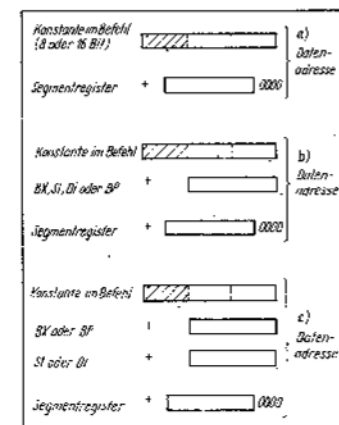 Konstante im Befehl
(8 oder 16 Bit)
a)
Daten-
adresse
Segmentregister
+
0000
Konstante im Befehl
b)
BX, SI, DI oder BP
+
Daten-
adresse
Segmentregister
+
0000
Konstante im Befehl
BX oder BP
+
c)
Daten-
adresse
SI oder DI
+
Segmentregister
+
0000